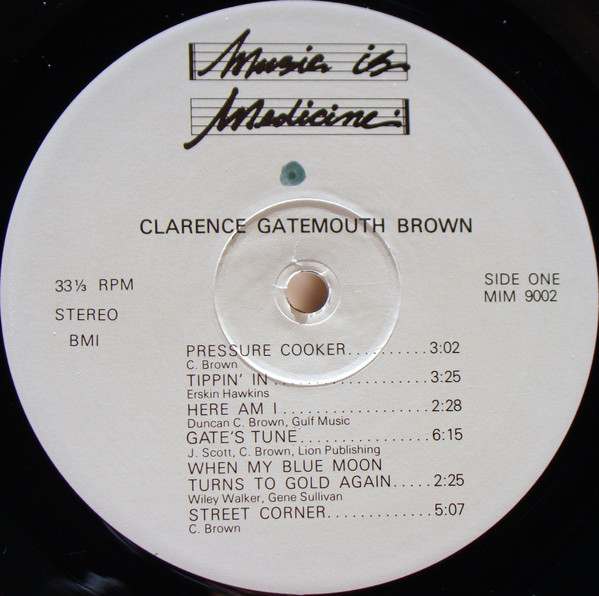 Music is
Medicine:
CLARENCE GATEMOUTH BROWN
33⅓ RPM
STEREO
BMI
SIDE ONE
MIM 9002
PRESSURE COOKER..........3:02
C. Brown
TIPPIN' IN................3:25
Erskin Hawkins
HERE AM I................2:28
Duncan C. Brown, Gulf Music
GATE'S TUNE..............6:15
J. Scott, C. Brown, Lion Publishing
WHEN MY BLUE MOON
TURNS TO GOLD AGAIN.....2:25
Wiley Walker, Gene Sullivan
STREET CORNER.............5:07
C. Brown